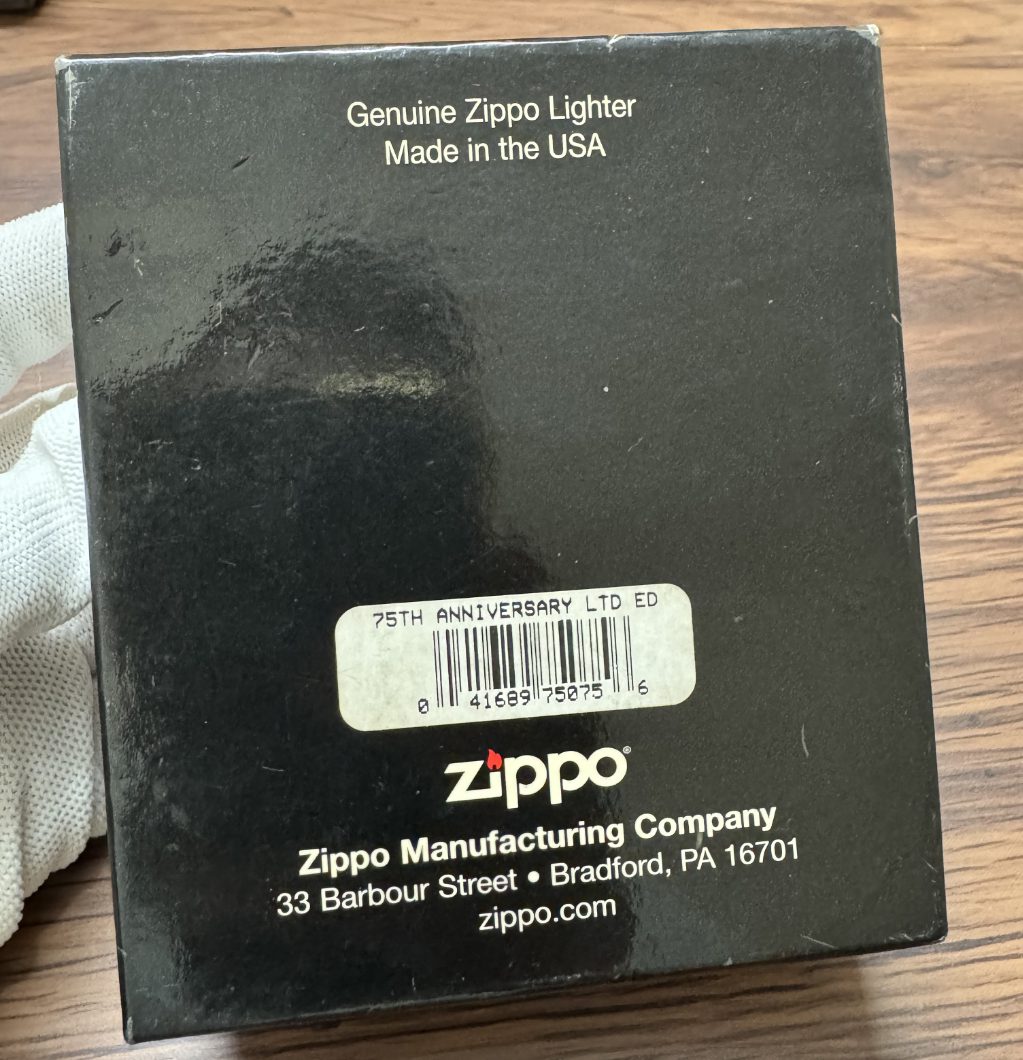 Genuine Zippo Lighter
Made in the USA
75TH ANNIVERSARY LTD ED
0 41689 75075 6
zippo®
Zippo Manufacturing Company
33 Barbour Street • Bradford, PA 16701
zippo.com